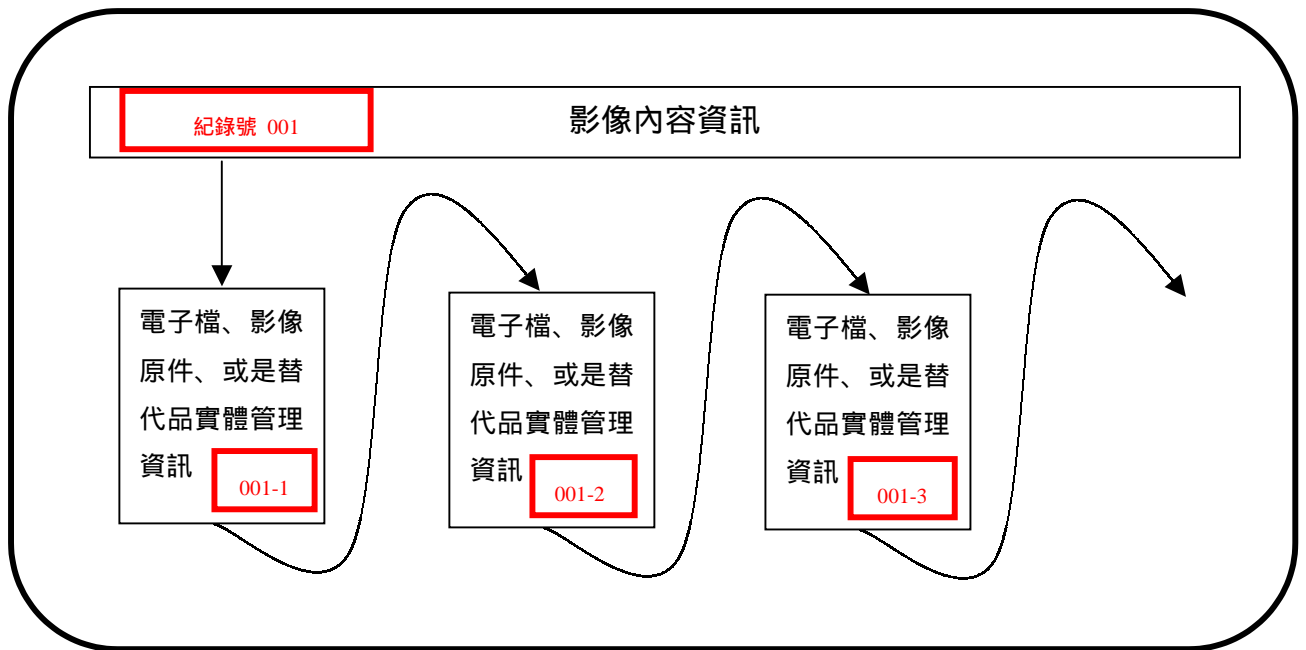 紀錄號 001
影像內容資訊
電子檔、影像
原件、或是替
代品實體管理
資訊
001-1
電子檔、影像
原件、或是替
代品實體管理
資訊
001-2
電子檔、影像
原件、或是替
代品實體管理
資訊
001-3